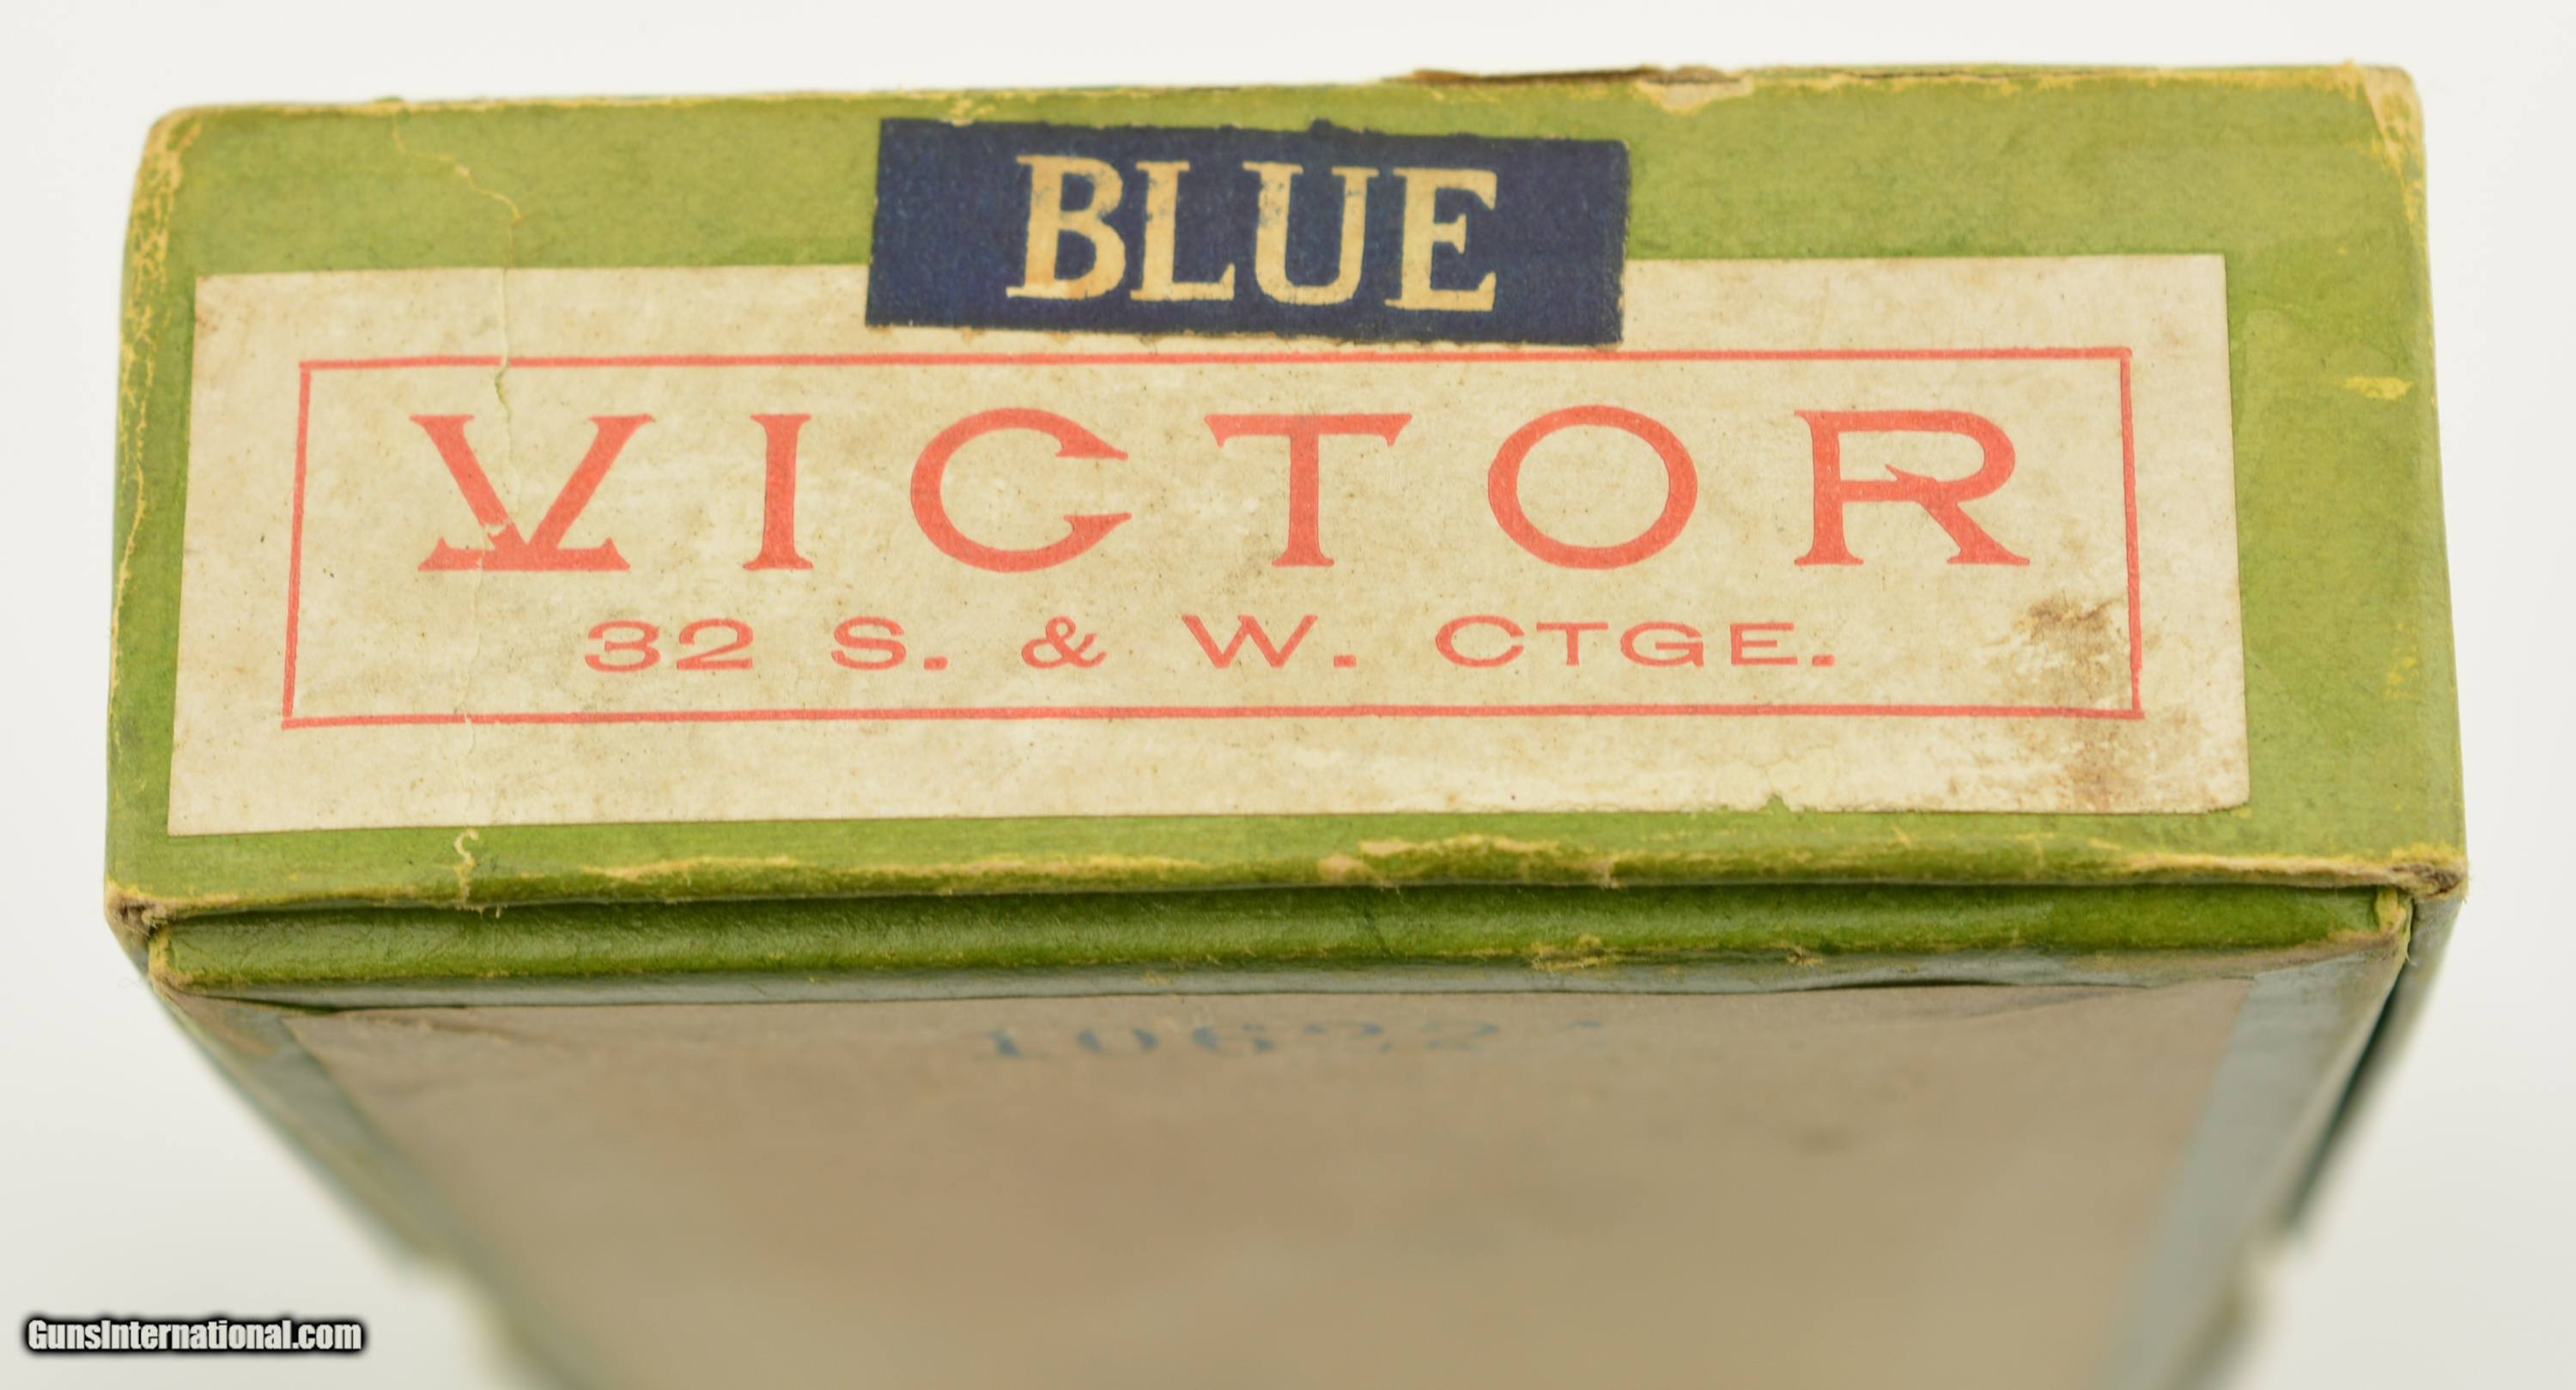 BLUE
VICTOR
32 S. & W. CTGE.
GunsInternational.com